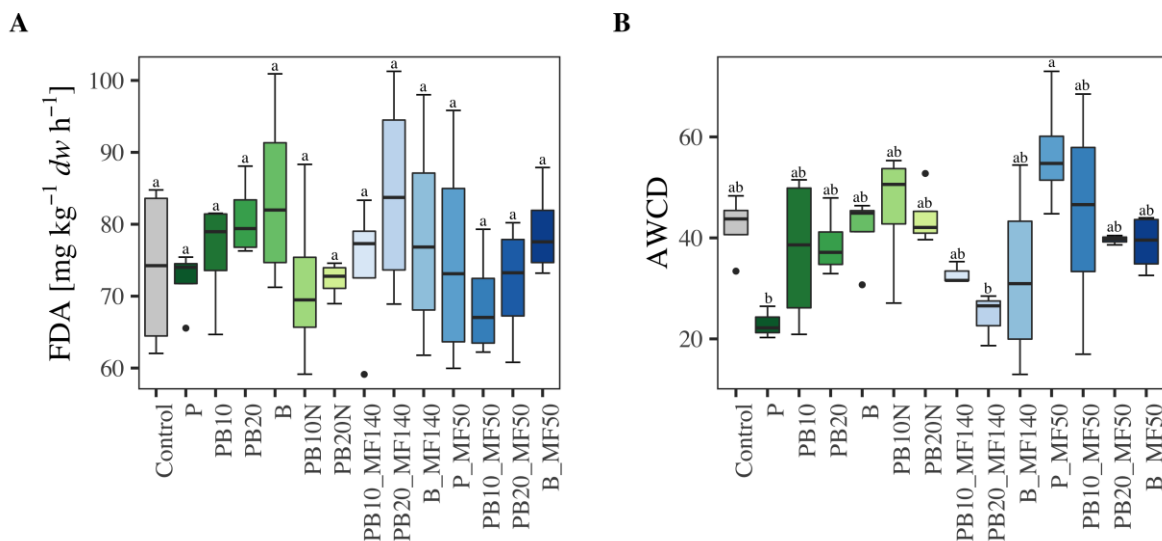 A
FDA [mg kg⁻¹ dw h⁻¹]
100
90
80
70
60
a
a
a
a
a
a
a
a
a
a
a
a
a
a
Control
P
PB10
PB20
B
PB10N
PB20N
PB10_MF140
PB20_MF140
B_MF140
P_MF50
PB10_MF50
PB20_MF50
B_MF50
B
AWCD
60
40
20
ab
b
ab
ab
ab
ab
ab
ab
b
ab
a
ab
ab
ab
Control
P
PB10
PB20
B
PB10N
PB20N
PB10_MF140
PB20_MF140
B_MF140
P_MF50
PB10_MF50
PB20_MF50
B_MF50